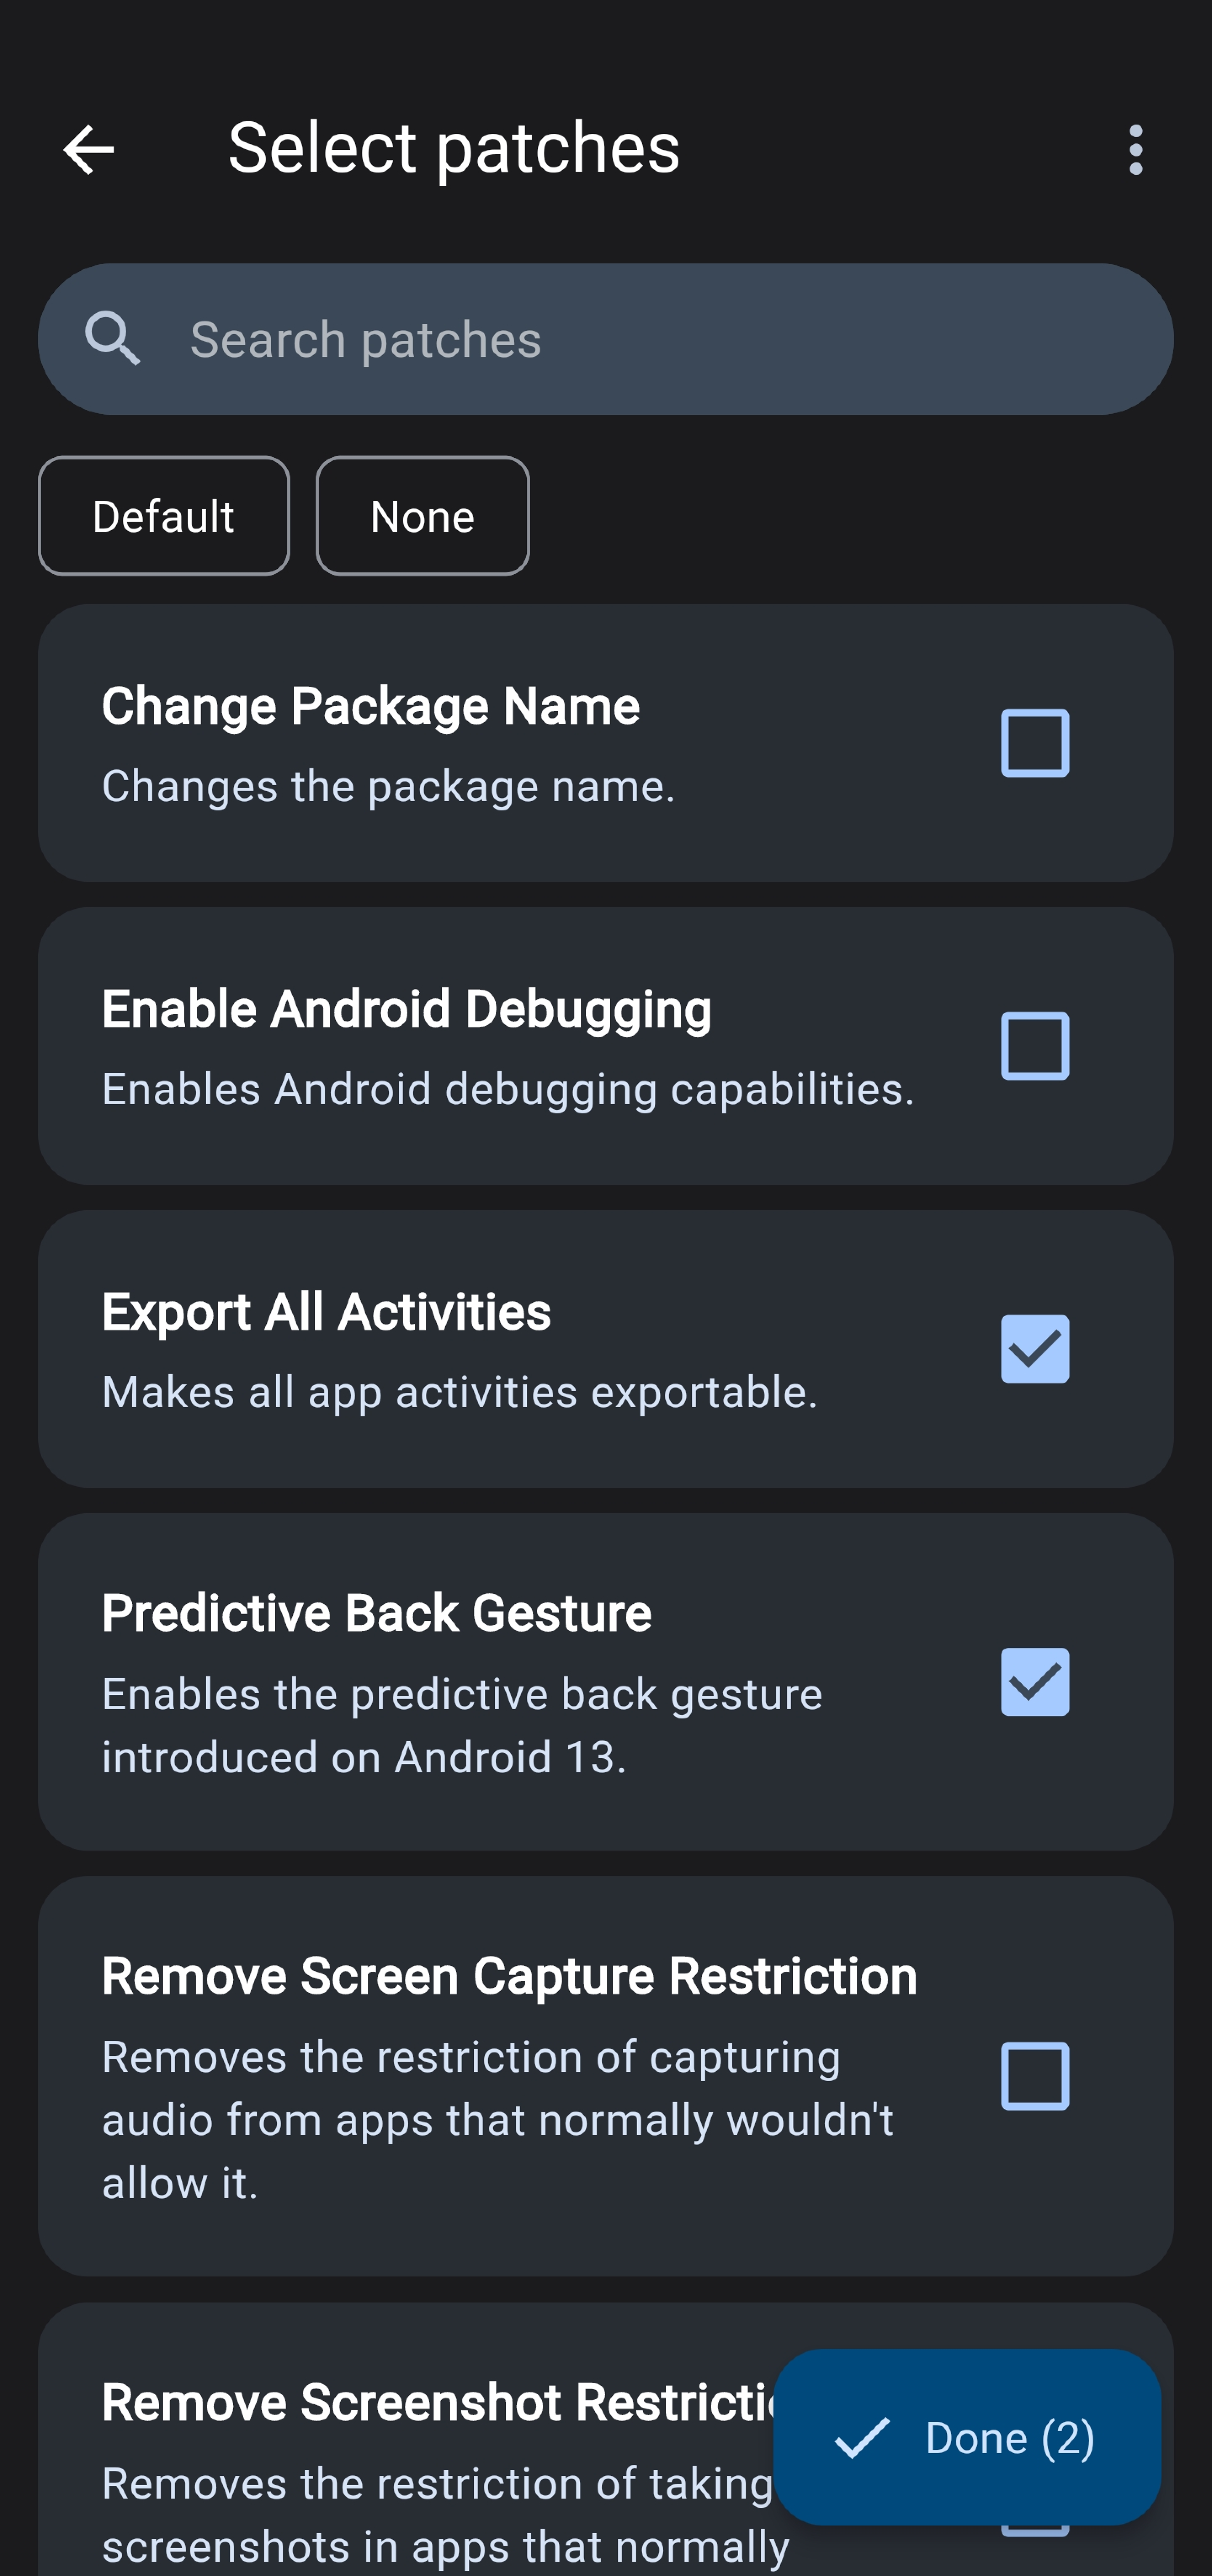 Select patches
Search patches
Default
None
Change Package Name
Changes the package name.
Enable Android Debugging
Enables Android debugging capabilities.
Export All Activities
Makes all app activities exportable.
Predictive Back Gesture
Enables the predictive back gesture
introduced on Android 13.
Remove Screen Capture Restriction
Removes the restriction of capturing
audio from apps that normally wouldn't
allow it.
Remove Screenshot
Removes the restriction of taking
screenshots in apps that normally
Done (2)